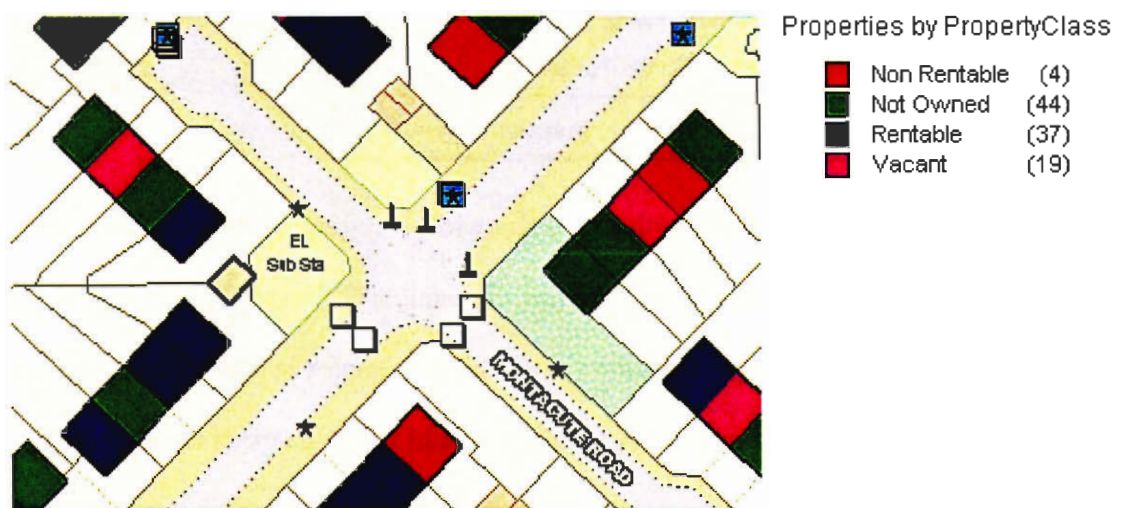 Properties by PropertyClass
Non Rentable (4)
Not Owned (44)
Rentable (37)
Vacant (19)
EL
Sub Sta
MONTACUTE ROAD